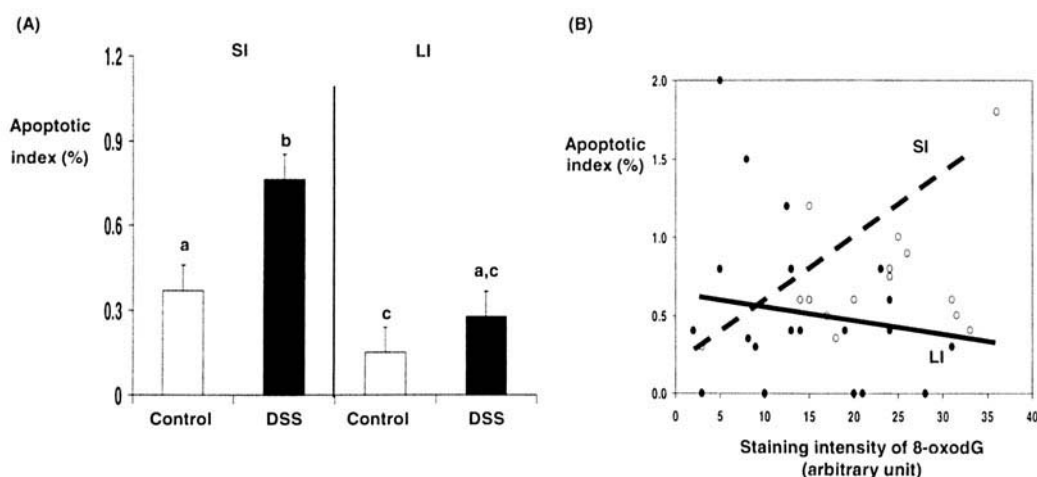 (A)
SI LI
1.2
Apoptotic
index (%)
0.9
0.6
0.3
0
a
b
c
a,c
Control DSS Control DSS
(B)
2.0
Apoptotic
index (%)
1.5
1.0
0.5
0.0
SI
LI
0 5 10 15 20 25 30 35 40
Staining intensity of 8-oxodG
(arbitrary unit)